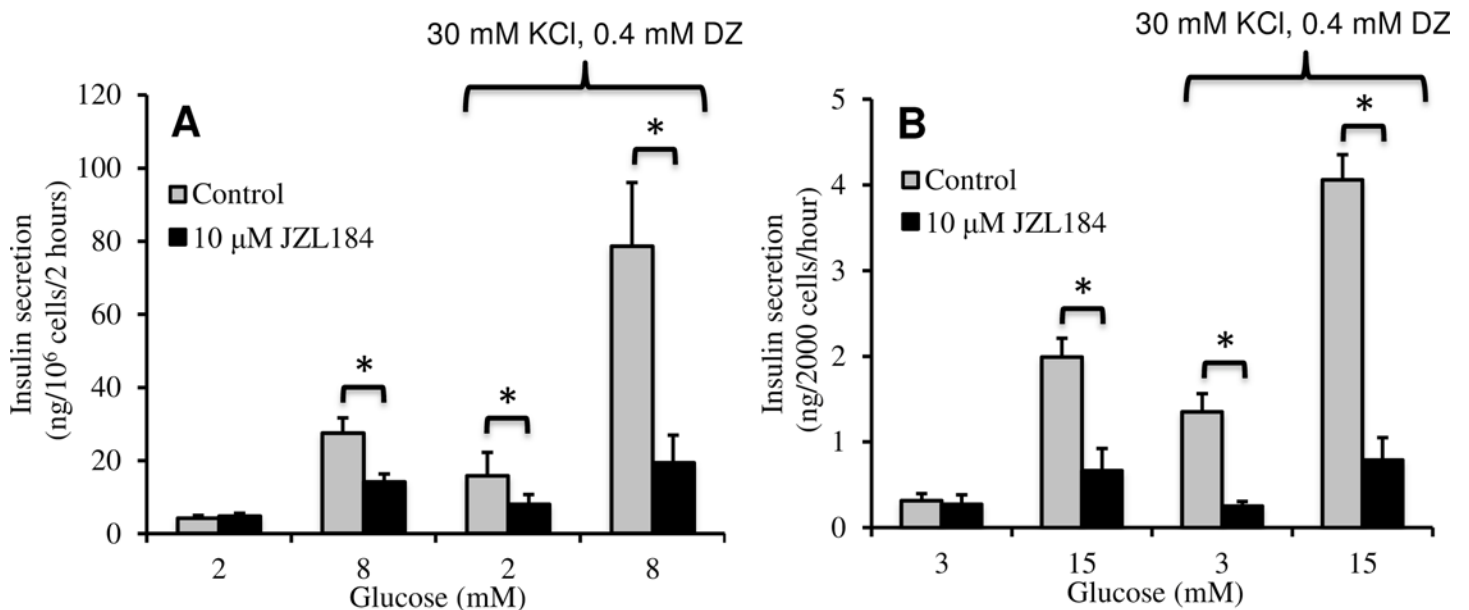 30 mM KCl, 0.4 mM DZ
A
120
100
80
60
40
20
0
Insulin secretion
(ng/10⁶ cells/2 hours)
Control
10 μM JZL184
*
*
*
2
8
2
8
Glucose (mM)
30 mM KCl, 0.4 mM DZ
B
5
4
3
2
1
0
Insulin secretion
(ng/2000 cells/hour)
Control
10 μM JZL184
*
*
*
3
15
3
15
Glucose (mM)